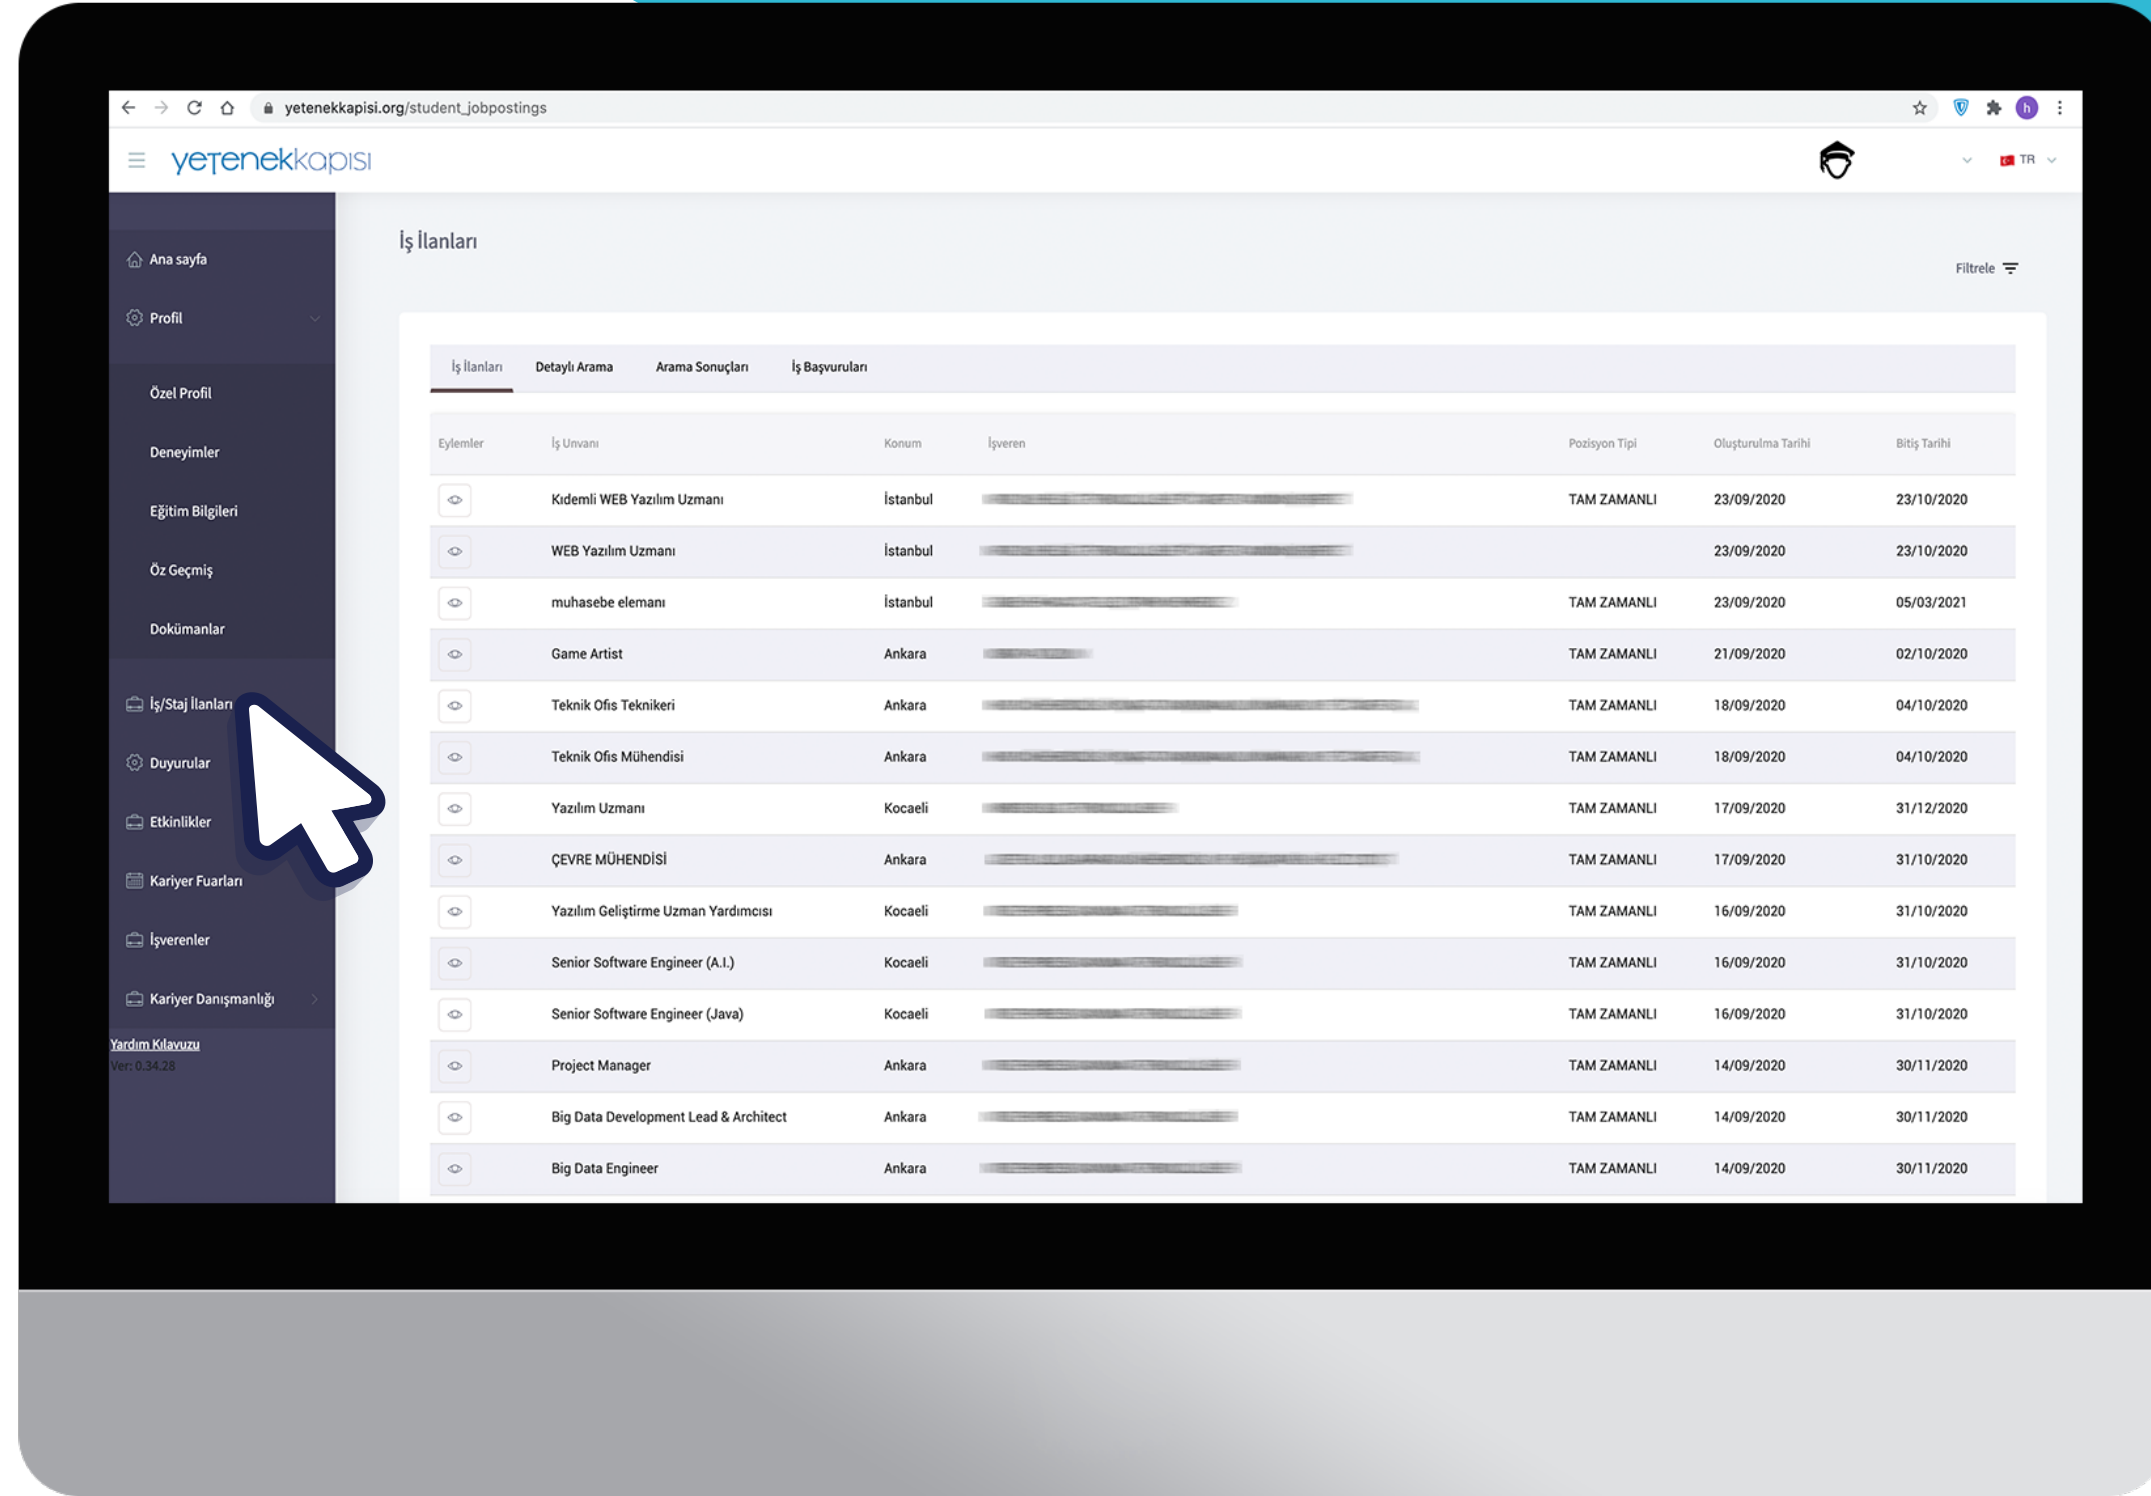 yetenekkapisi.org/student_jobpostings
h
yetenekkapısı
TR
Ana sayfa
Profil
Özel Profil
Deneyimler
Eğitim Bilgileri
Öz Geçmiş
Dokümanlar
İş/Staj İlanları
Duyurular
Etkinlikler
Kariyer Fuarları
İşverenler
Kariyer Danışmanlığı
Yardım Kılavuzu
Ver: 0.34.28
İş İlanları
Filtrele
İş İlanları Detaylı Arama Arama Sonuçları İş Başvuruları
Eylemler İş Unvanı Konum İşveren Pozisyon Tipi Oluşturulma Tarihi Bitiş Tarihi
Kıdemli WEB Yazılım Uzmanı İstanbul TAM ZAMANLI 23/09/2020 23/10/2020
WEB Yazılım Uzmanı İstanbul 23/09/2020 23/10/2020
muhasebe elemanı İstanbul TAM ZAMANLI 23/09/2020 05/03/2021
Game Artist Ankara TAM ZAMANLI 21/09/2020 02/10/2020
Teknik Ofis Teknikeri Ankara TAM ZAMANLI 18/09/2020 04/10/2020
Teknik Ofis Mühendisi Ankara TAM ZAMANLI 18/09/2020 04/10/2020
Yazılım Uzmanı Kocaeli TAM ZAMANLI 17/09/2020 31/12/2020
ÇEVRE MÜHENDİSİ Ankara TAM ZAMANLI 17/09/2020 31/10/2020
Yazılım Geliştirme Uzman Yardımcısı Kocaeli TAM ZAMANLI 16/09/2020 31/10/2020
Senior Software Engineer (A.I.) Kocaeli TAM ZAMANLI 16/09/2020 31/10/2020
Senior Software Engineer (Java) Kocaeli TAM ZAMANLI 16/09/2020 31/10/2020
Project Manager Ankara TAM ZAMANLI 14/09/2020 30/11/2020
Big Data Development Lead & Architect Ankara TAM ZAMANLI 14/09/2020 30/11/2020
Big Data Engineer Ankara TAM ZAMANLI 14/09/2020 30/11/2020